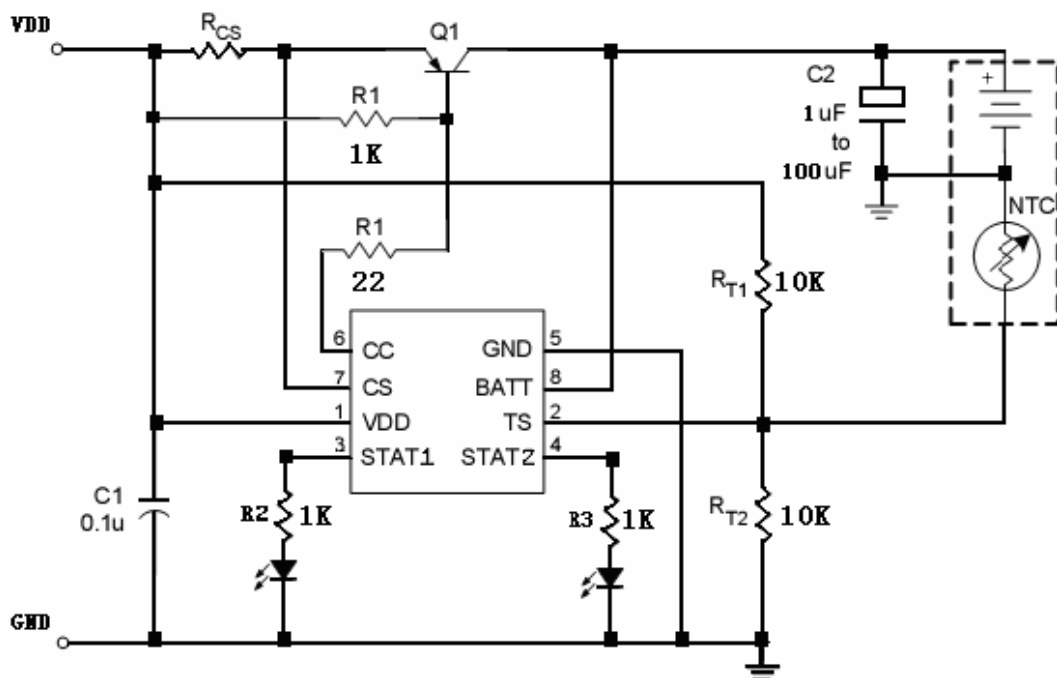 VDD
RCS
Q1
R1
1K
C2
1uF
to
100uF
+
NTC
R1
22
RT1
10K
6
CC
GND
5
7
CS
BATT
8
1
VDD
TS
2
3
STAT1
STAT2
4
C1
0.1u
R2
1K
R3
1K
RT2
10K
GND